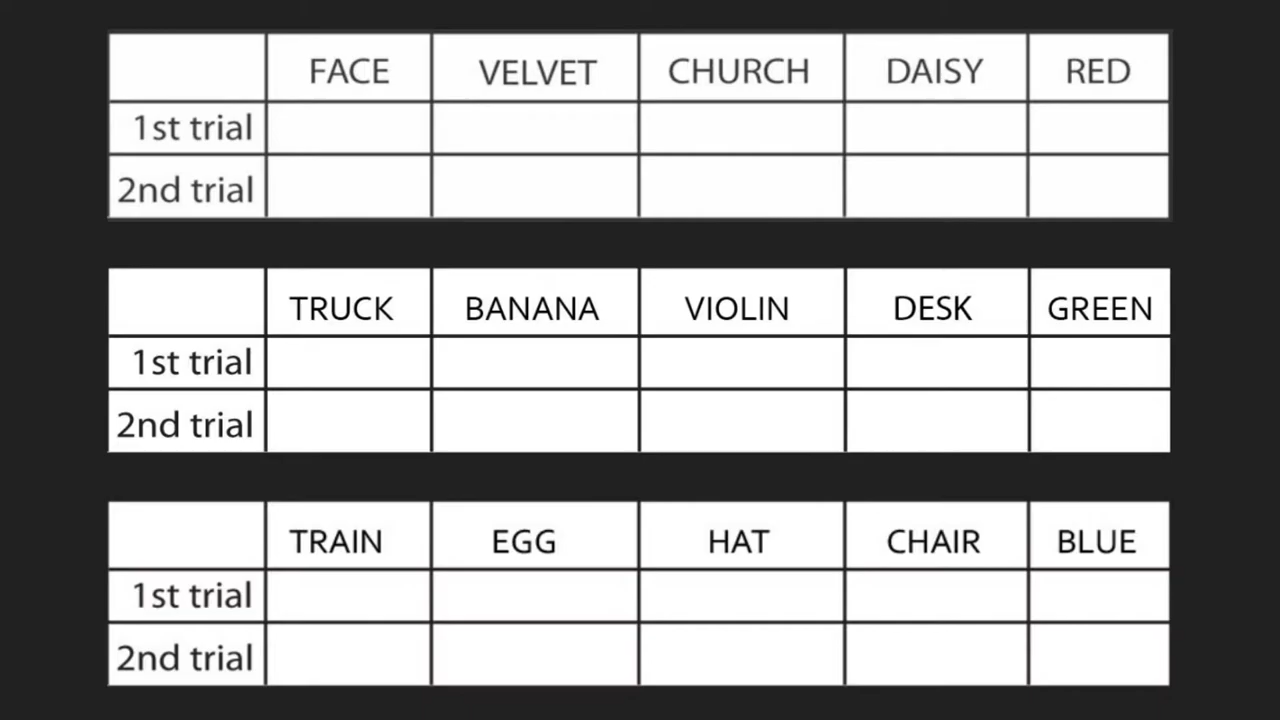 FACE VELVET CHURCH DAISY RED
1st trial
2nd trial
TRUCK BANANA VIOLIN DESK GREEN
1st trial
2nd trial
TRAIN EGG HAT CHAIR BLUE
1st trial
2nd trial